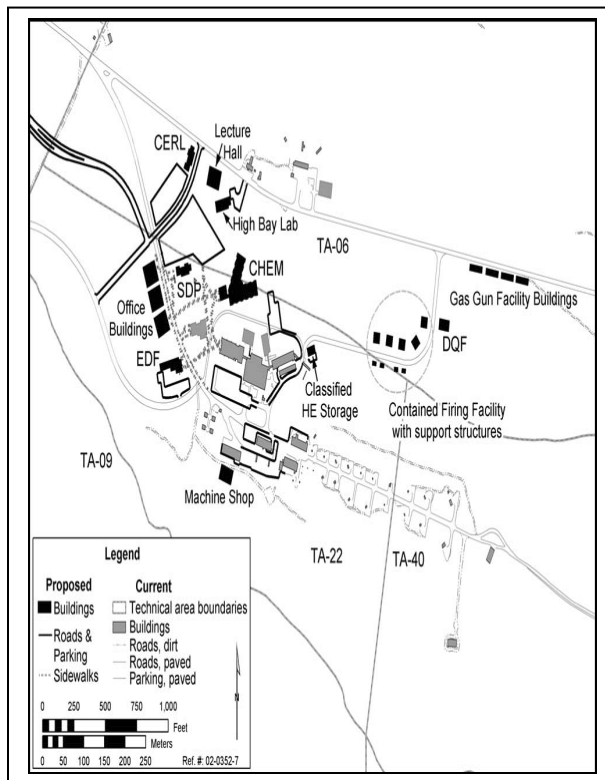 CERL
Lecture
Hall
High Bay Lab
TA-06
CHEM
SDP
Gas Gun Facility Buildings
Office
Buildings
DQF
EDF
Classified
HE Storage
Contained Firing Facility
with support structures
TA-09
Machine Shop
TA-22
TA-40
Legend
Proposed
Buildings
Roads &
Parking
Sidewalks
Current
Technical area boundaries
Buildings
Roads, dirt
Roads, paved
Parking, paved
N
0 250 500 750 1,000
Feet
Meters
0 50 100 150 200 250
Ref. #: 02-0352-7